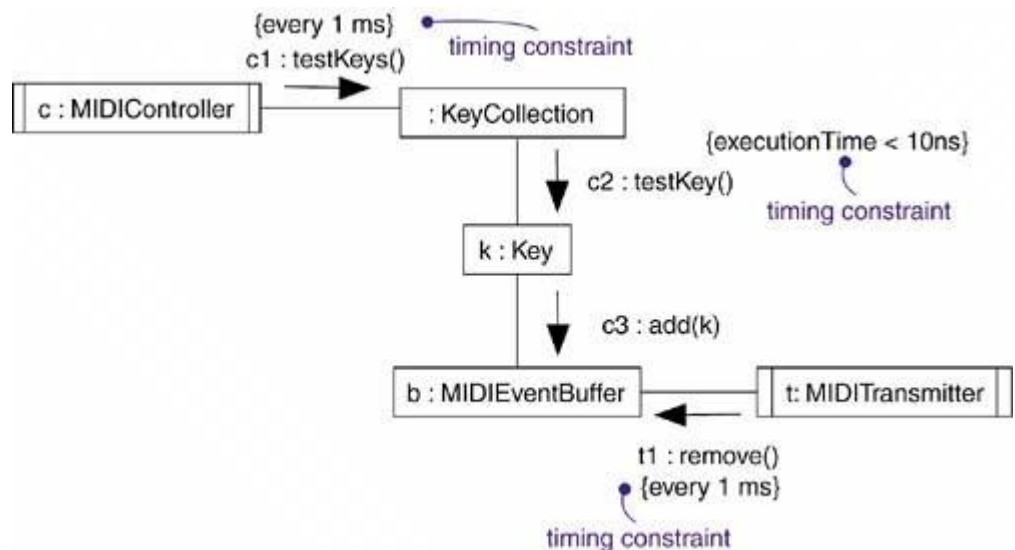 {every 1 ms}
timing constraint
c1 : testKeys()
c : MIDIController
: KeyCollection
{executionTime < 10ns}
c2 : testKey()
timing constraint
k : Key
c3 : add(k)
b : MIDIEventBuffer
t: MIDITransmitter
t1 : remove()
{every 1 ms}
timing constraint